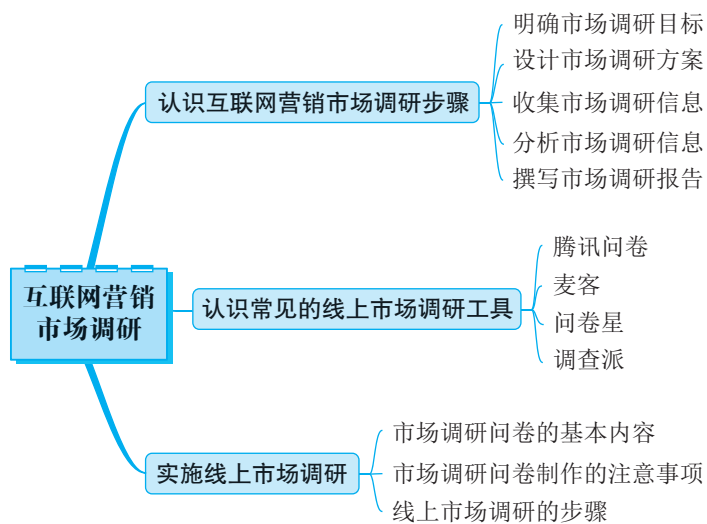 互联网营销
市场调研
认识互联网营销市场调研步骤
明确市场调研目标
设计市场调研方案
收集市场调研信息
分析市场调研信息
撰写市场调研报告
认识常见的线上市场调研工具
腾讯问卷
麦客
问卷星
调查派
实施线上市场调研
市场调研问卷的基本内容
市场调研问卷制作的注意事项
线上市场调研的步骤